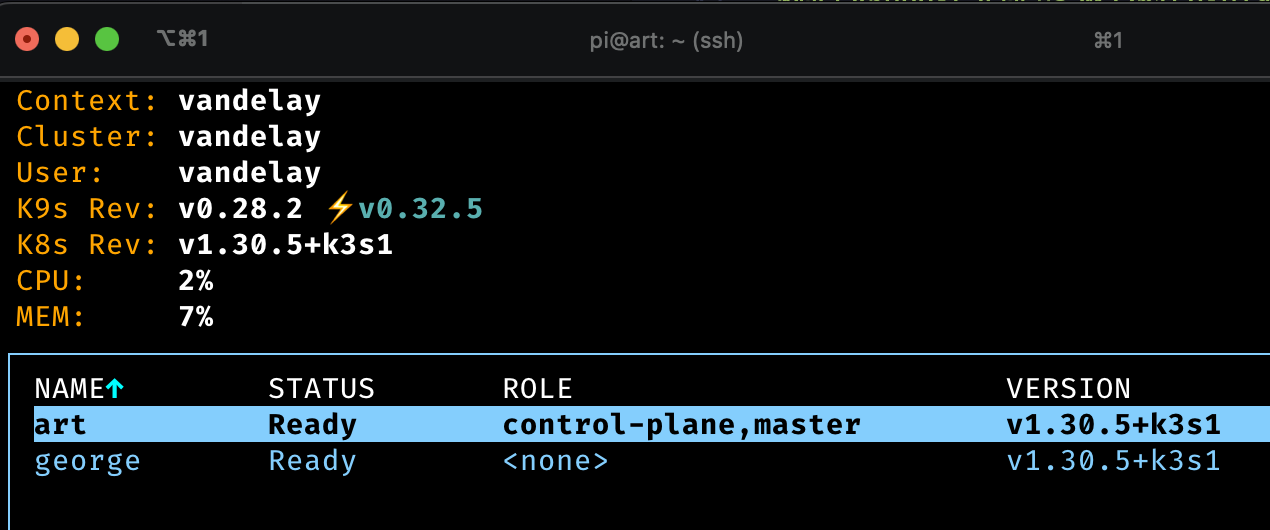 ⌥⌘1 pi@art: ~ (ssh) ⌘1
Context: vandelay
Cluster: vandelay
User: vandelay
K9s Rev: v0.28.2 ⚡v0.32.5
K8s Rev: v1.30.5+k3s1
CPU: 2%
MEM: 7%
NAME↑ STATUS ROLE VERSION
art Ready control-plane,master v1.30.5+k3s1
george Ready <none> v1.30.5+k3s1